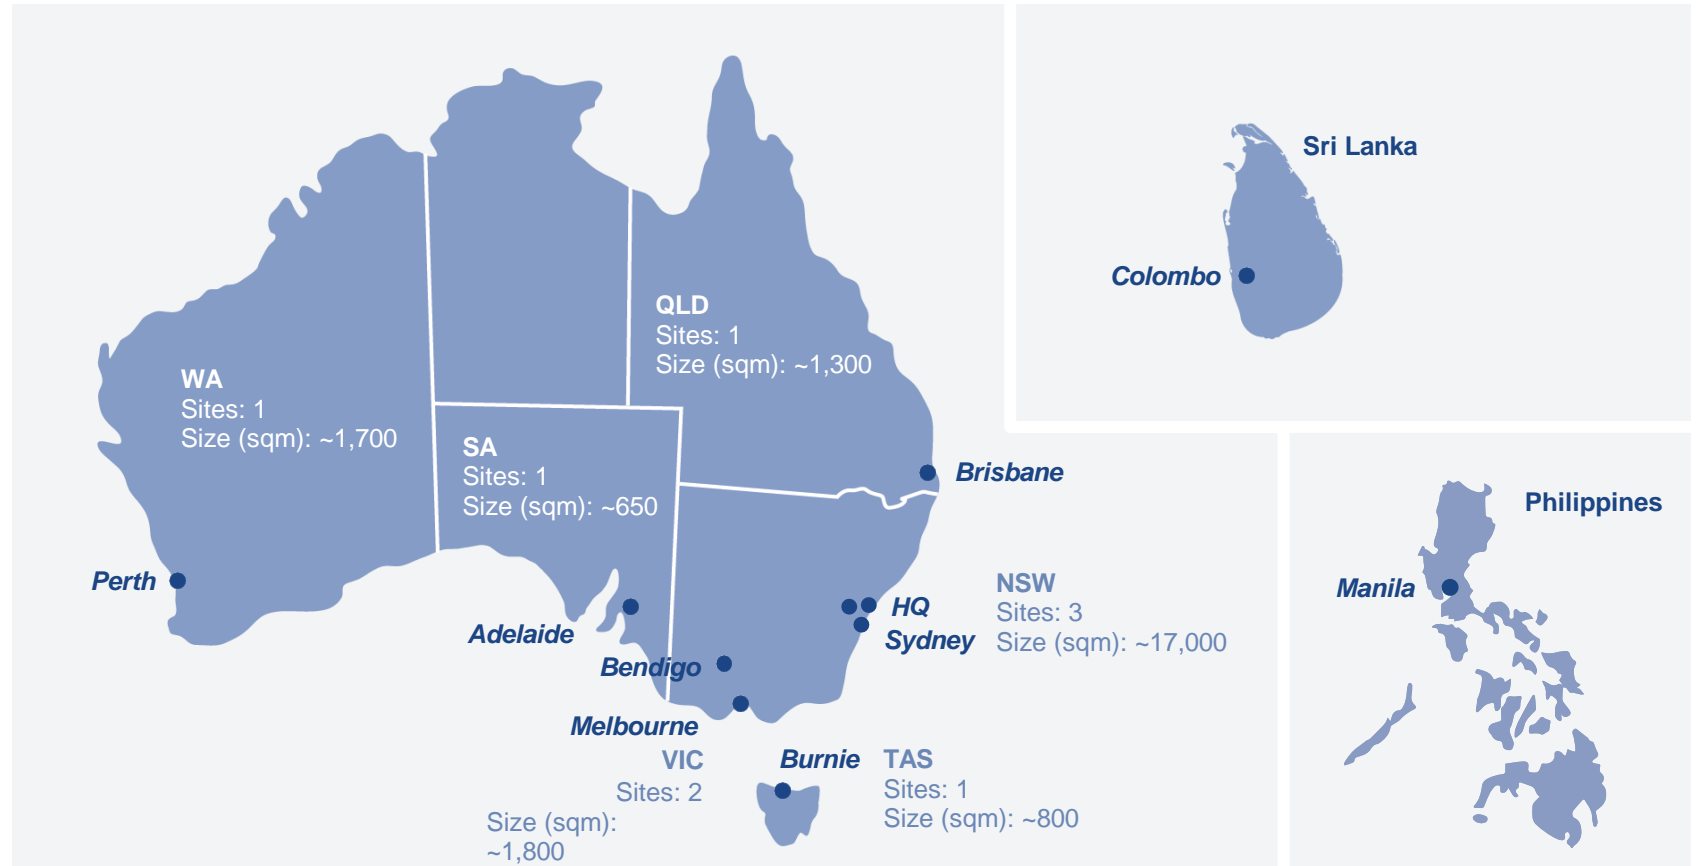 Sri Lanka
Colombo
QLD
Sites: 1
Size (sqm): ~1,300
WA
Sites: 1
Size (sqm): ~1,700
SA
Sites: 1
Size (sqm): ~650
Brisbane
Philippines
Perth
Manila
Adelaide
HQ
Sydney
NSW
Sites: 3
Size (sqm): ~17,000
Bendigo
Melbourne
VIC
Sites: 2
Size (sqm):
~1,800
Burnie
TAS
Sites: 1
Size (sqm): ~800